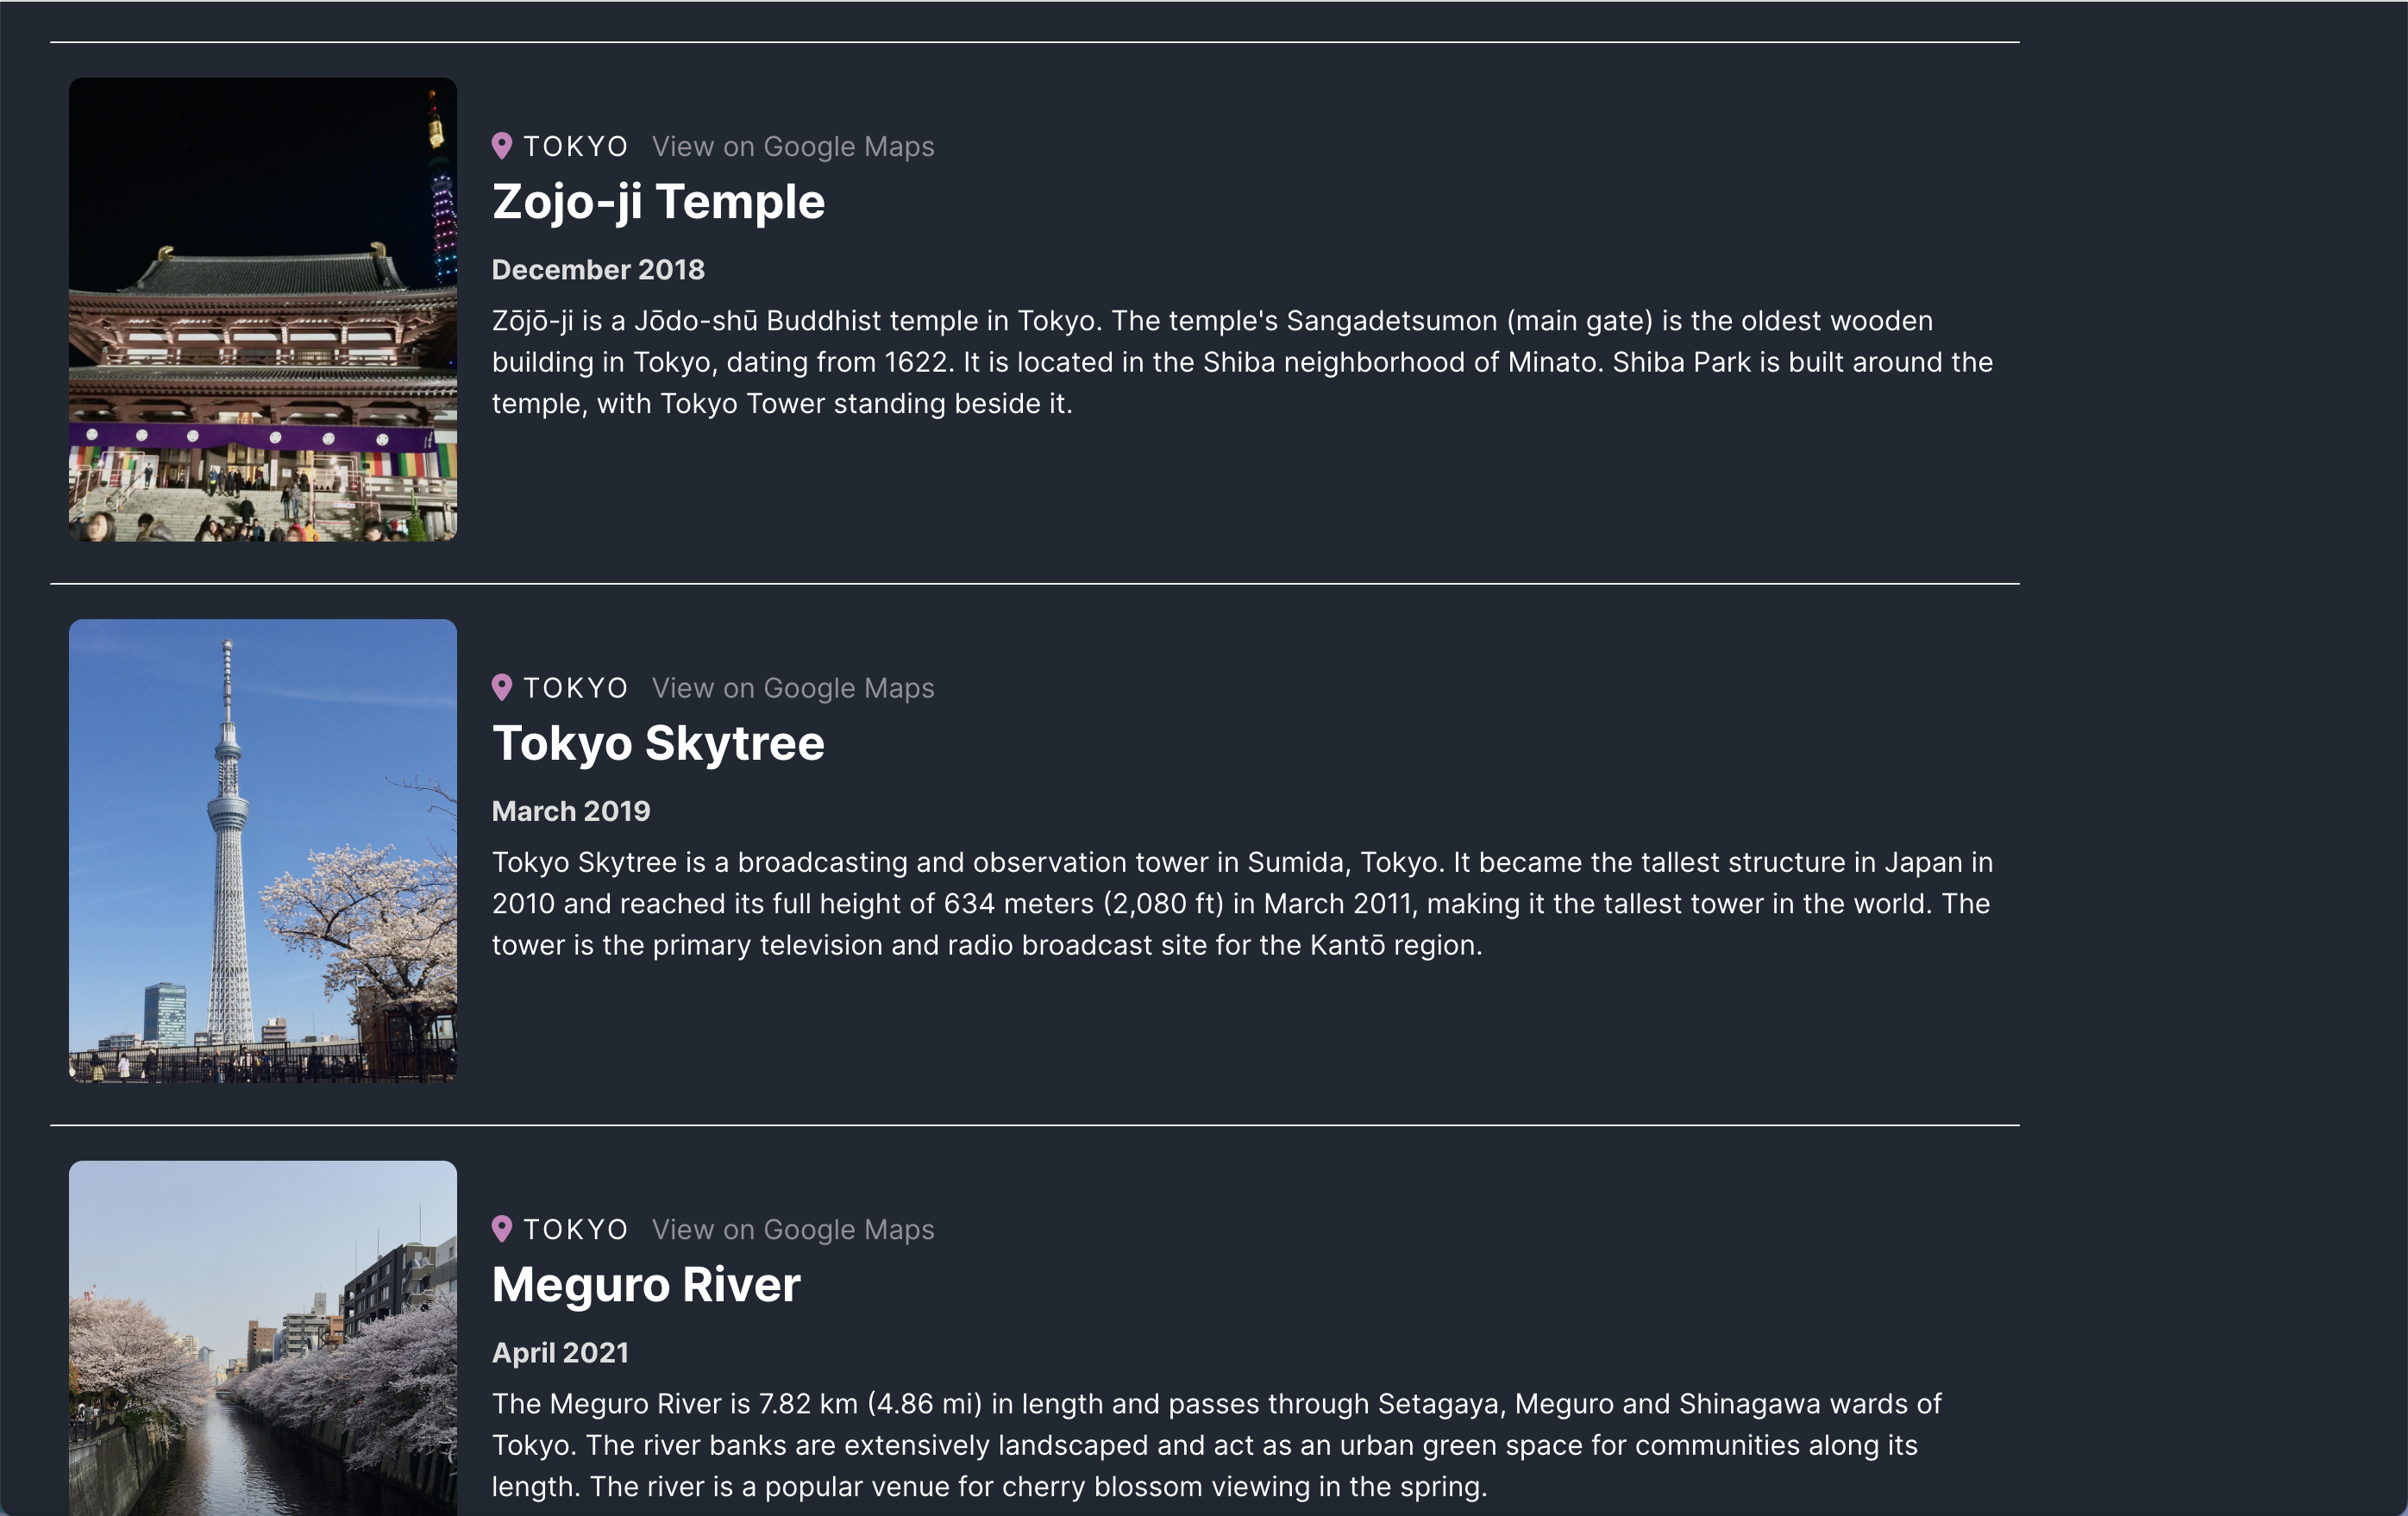 TOKYO View on Google Maps
Zojo-ji Temple
December 2018
Zōjō-ji is a Jōdo-shū Buddhist temple in Tokyo. The temple's Sangadetsumon (main gate) is the oldest wooden
building in Tokyo, dating from 1622. It is located in the Shiba neighborhood of Minato. Shiba Park is built around the
temple, with Tokyo Tower standing beside it.
TOKYO View on Google Maps
Tokyo Skytree
March 2019
Tokyo Skytree is a broadcasting and observation tower in Sumida, Tokyo. It became the tallest structure in Japan in
2010 and reached its full height of 634 meters (2,080 ft) in March 2011, making it the tallest tower in the world. The
tower is the primary television and radio broadcast site for the Kantō region.
TOKYO View on Google Maps
Meguro River
April 2021
The Meguro River is 7.82 km (4.86 mi) in length and passes through Setagaya, Meguro and Shinagawa wards of
Tokyo. The river banks are extensively landscaped and act as an urban green space for communities along its
length. The river is a popular venue for cherry blossom viewing in the spring.